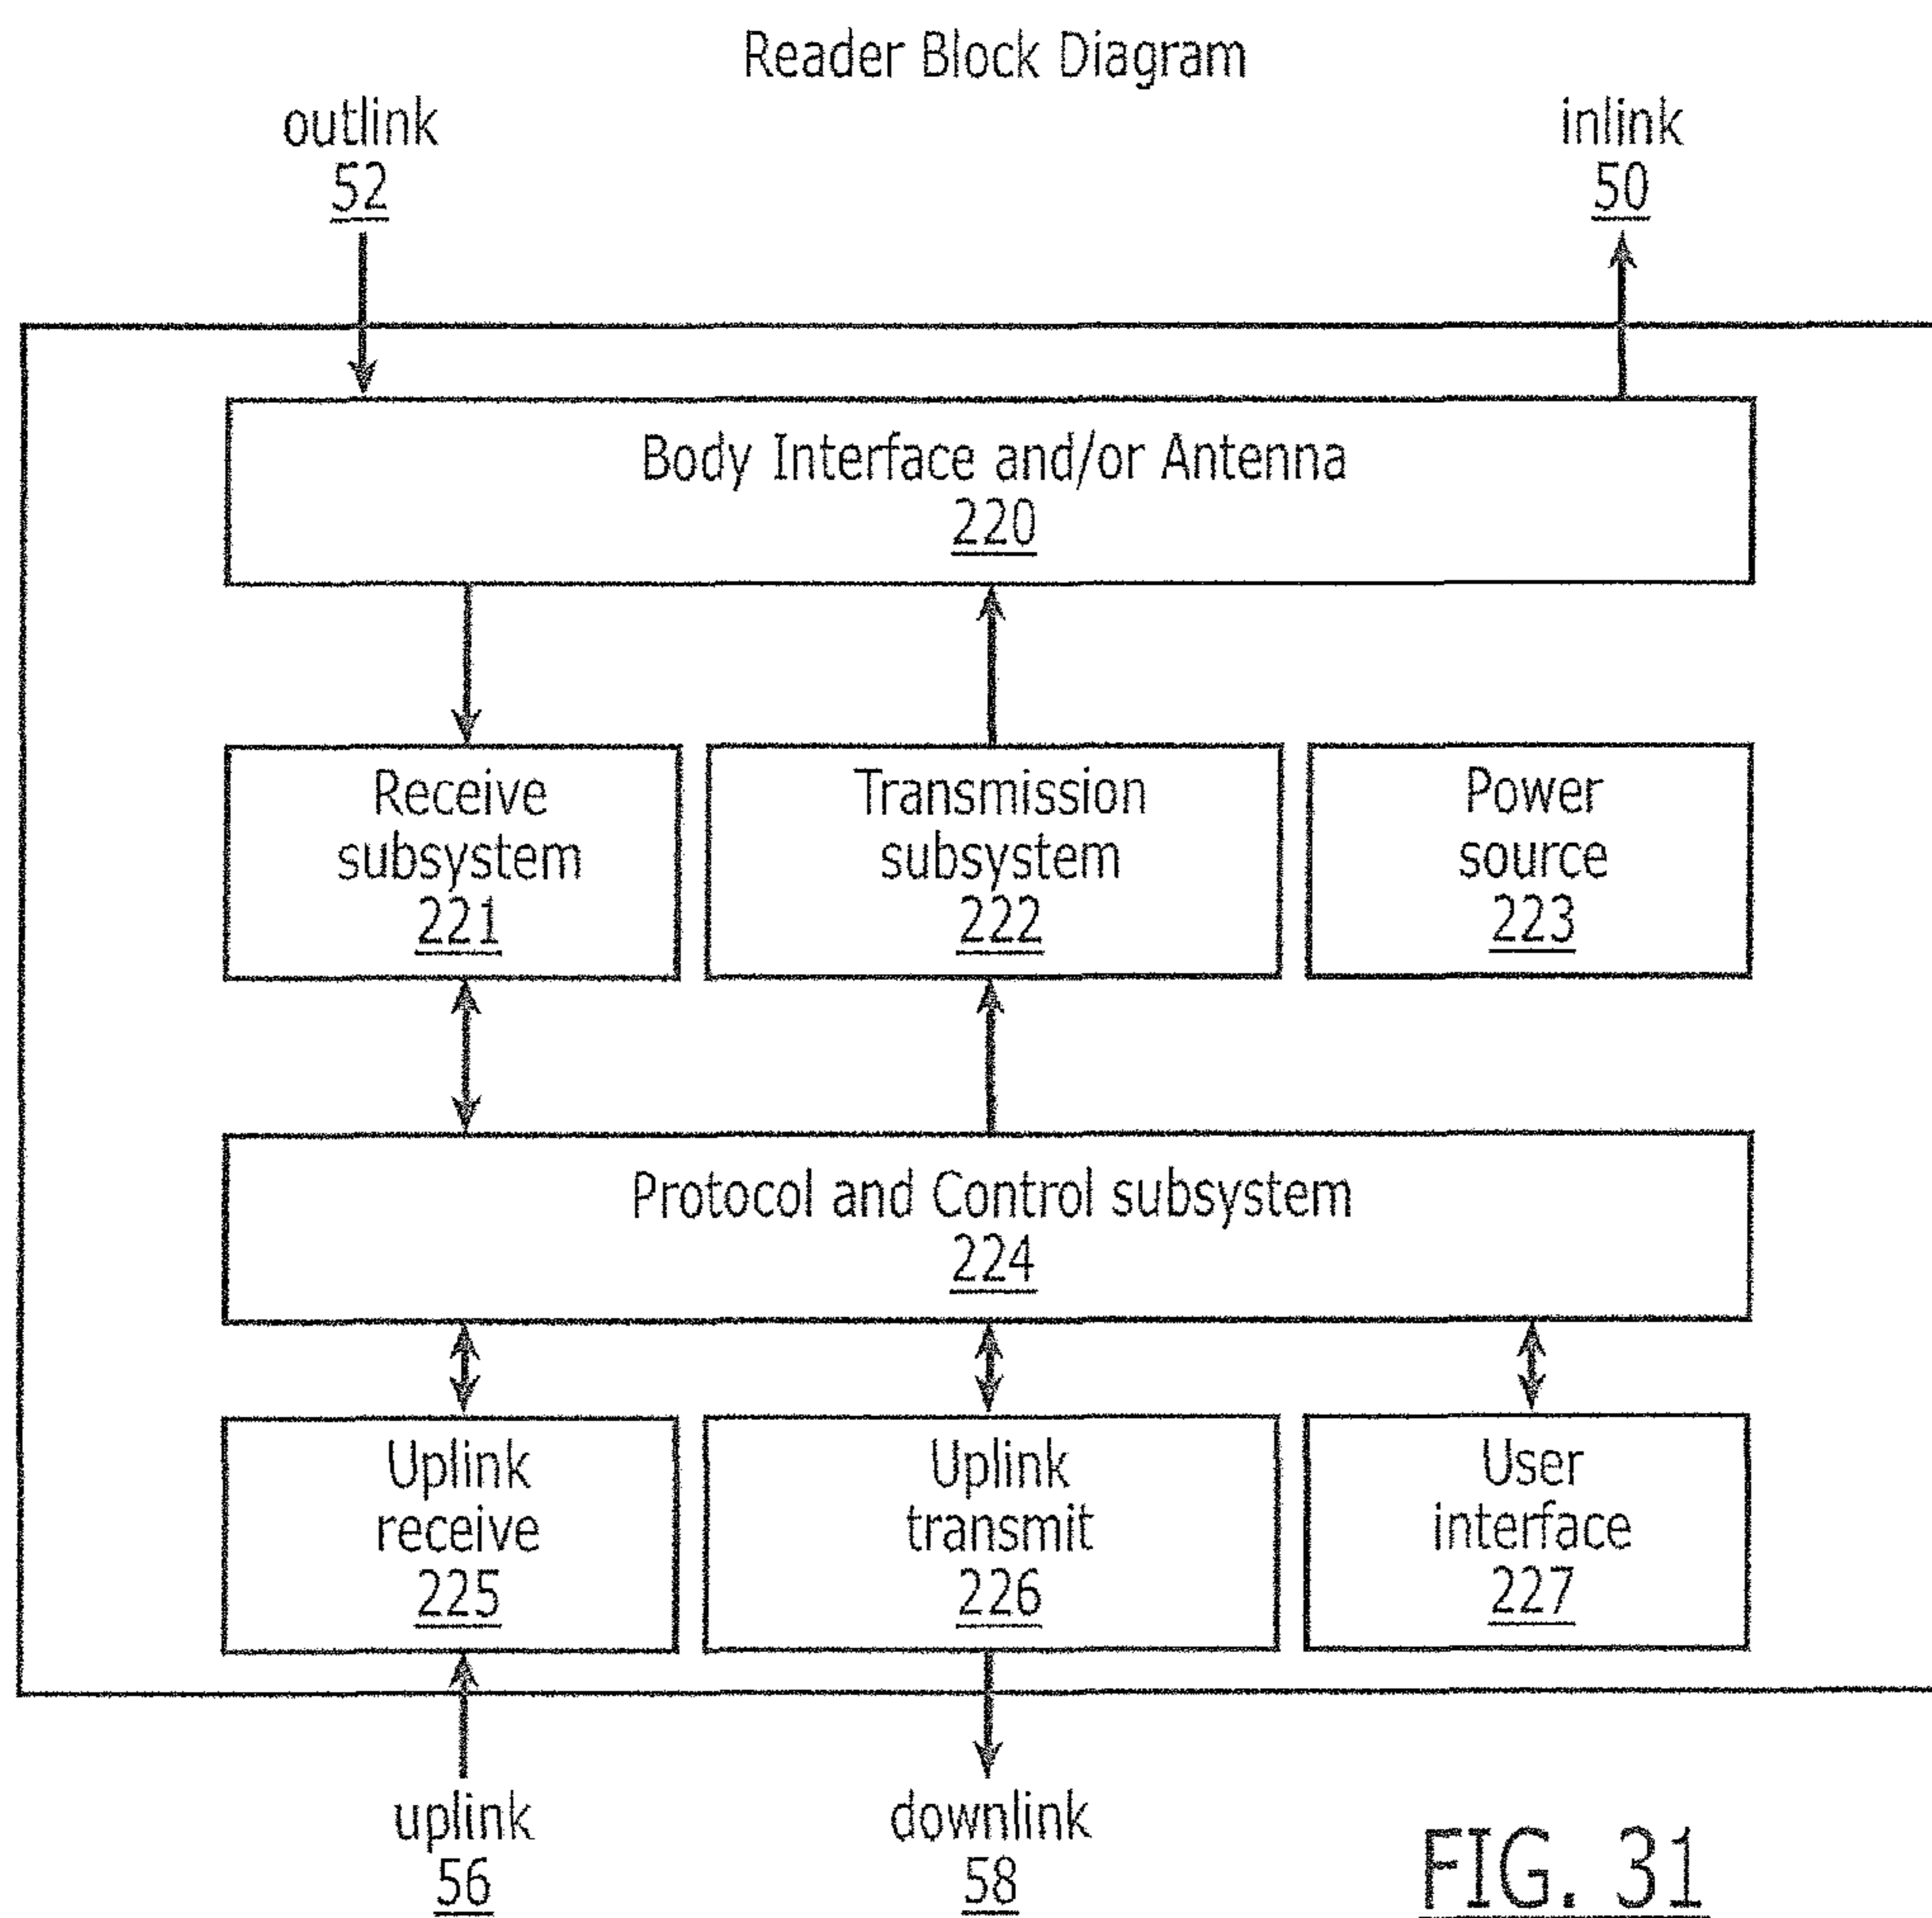 Reader Block Diagram
outlink
52
inlink
50
Body Interface and/or Antenna
220
Receive
subsystem
221
Transmission
subsystem
222
Power
source
223
Protocol and Control subsystem
224
Uplink
receive
225
Uplink
transmit
226
User
interface
227
uplink
56
downlink
58
FIG. 31